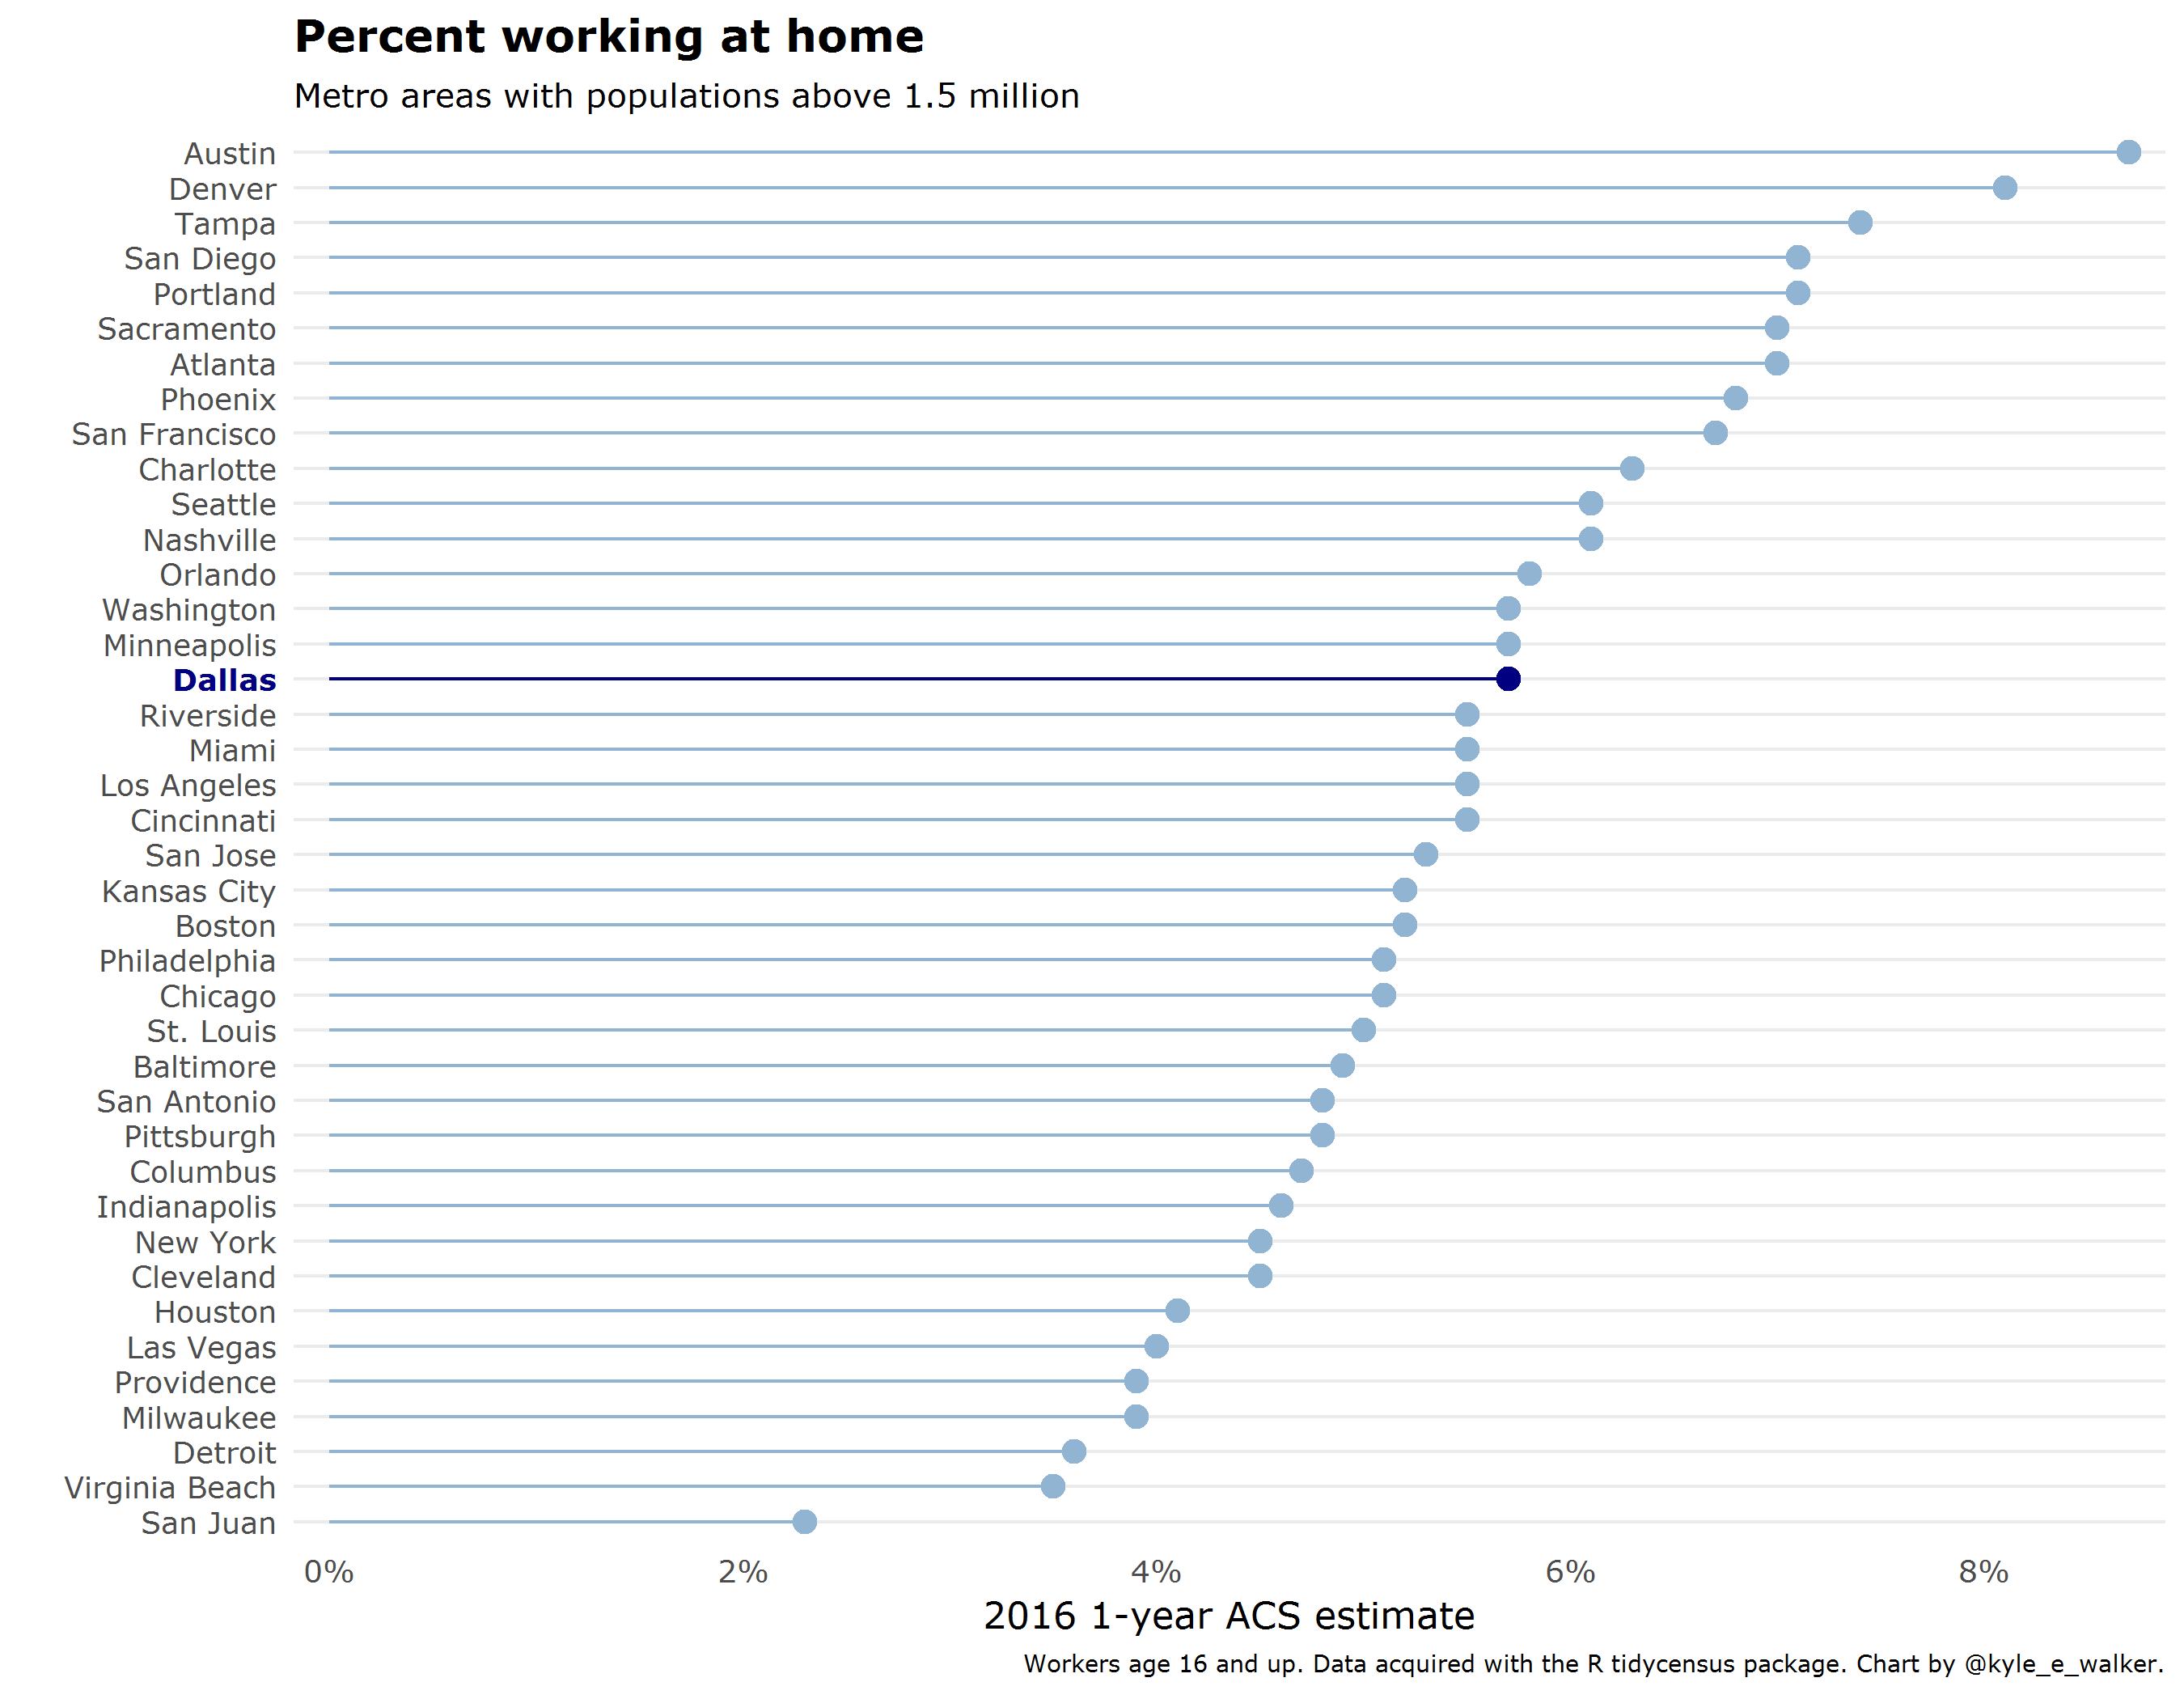 Percent working at home
Metro areas with populations above 1.5 million
Austin
Denver
Tampa
San Diego
Portland
Sacramento
Atlanta
Phoenix
San Francisco
Charlotte
Seattle
Nashville
Orlando
Washington
Minneapolis
Dallas
Riverside
Miami
Los Angeles
Cincinnati
San Jose
Kansas City
Boston
Philadelphia
Chicago
St. Louis
Baltimore
San Antonio
Pittsburgh
Columbus
Indianapolis
New York
Cleveland
Houston
Las Vegas
Providence
Milwaukee
Detroit
Virginia Beach
San Juan
0% 2% 4% 6% 8%
2016 1-year ACS estimate
Workers age 16 and up. Data acquired with the R tidycensus package. Chart by @kyle_e_walker.